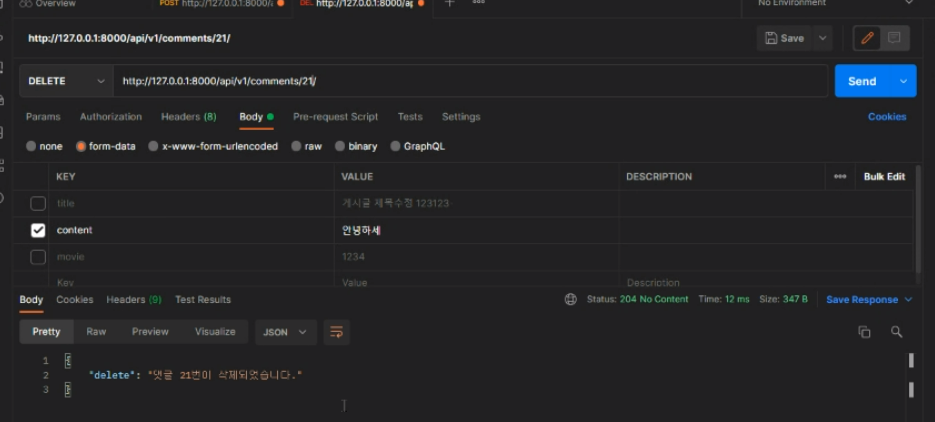 Overview POST http://127.0.0.1:8000/a DEL http://127.0.0.1:8000/ap No Environment
http://127.0.0.1:8000/api/v1/comments/21/ Save
DELETE http://127.0.0.1:8000/api/v1/comments/21/ Send
Params Authorization Headers (8) Body Pre-request Script Tests Settings Cookies
none form-data x-www-form-urlencoded raw binary GraphQL
KEY VALUE DESCRIPTION Bulk Edit
title 게시글 제목수정 123123
content 안녕하세
movie 1234
Key Value Description
Body Cookies Headers (9) Test Results Status: 204 No Content Time: 12 ms Size: 347 B Save Response
Pretty Raw Preview Visualize JSON
1 {
2 "delete": "댓글 21번이 삭제되었습니다."
3 }